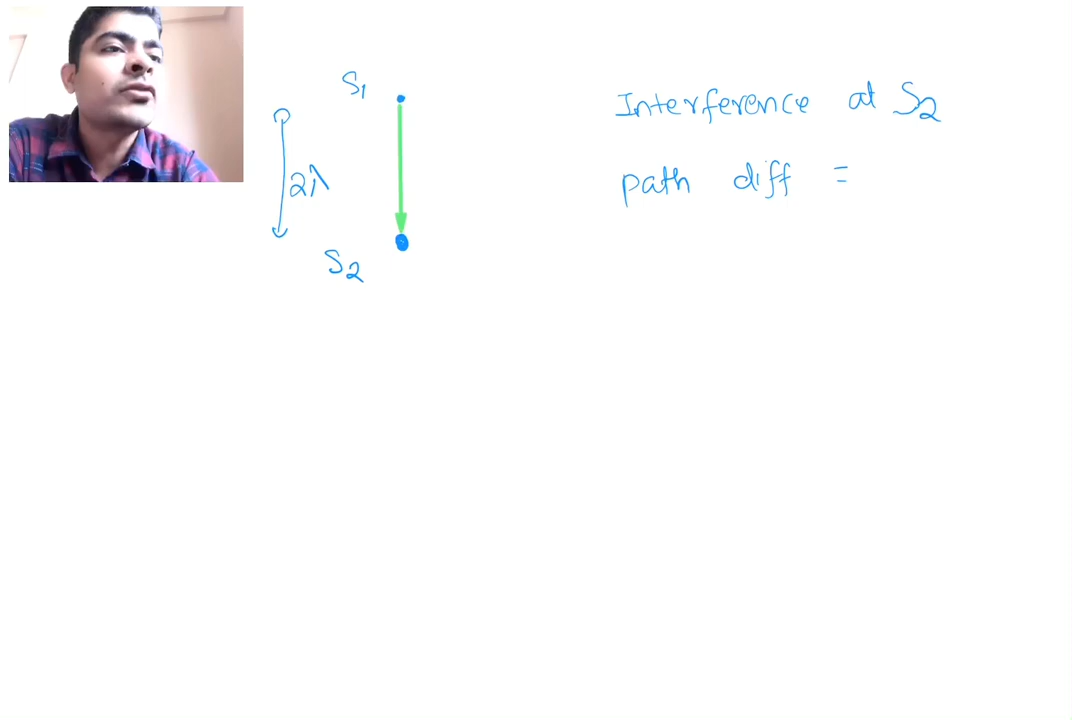 S1
2λ
S2
Interference at S2
path diff =